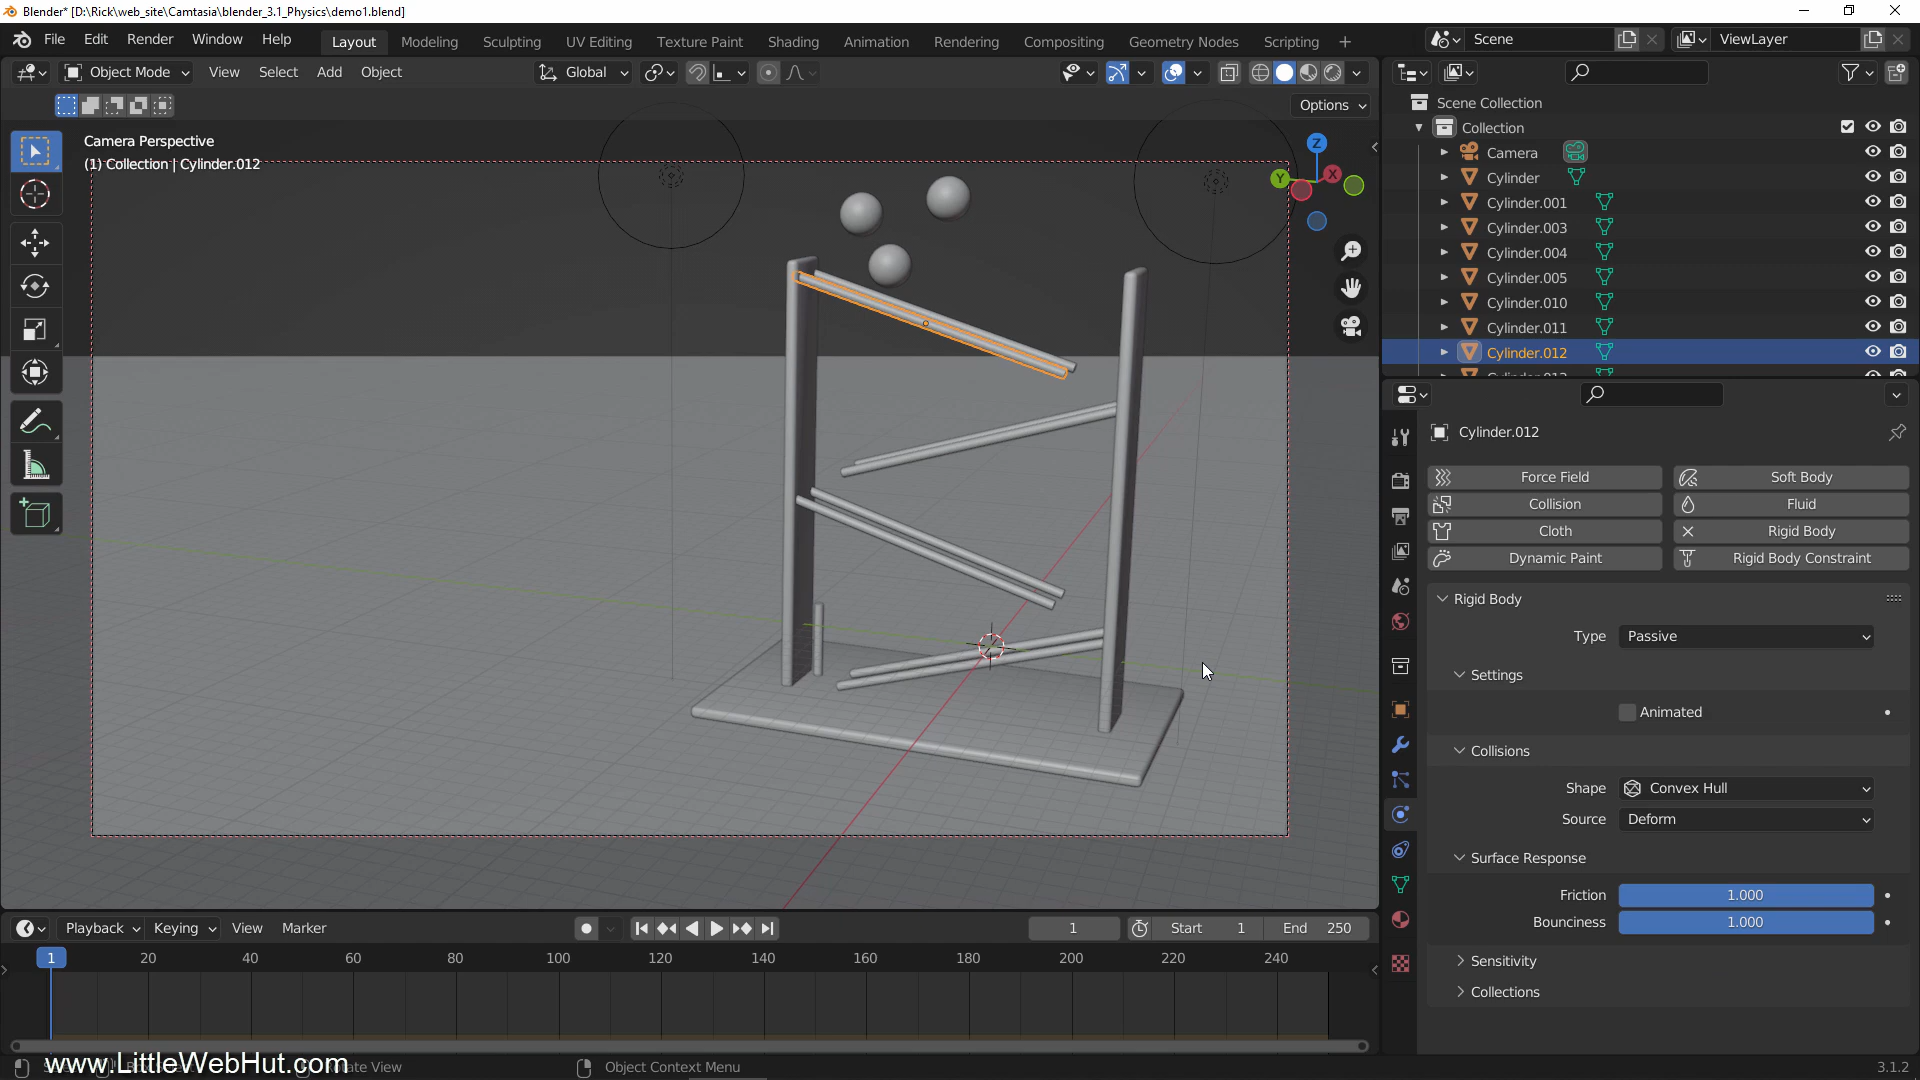 Blender* [D:\Rick\web_site\Camtasia\blender_3.1_Physics\demo1.blend]
File Edit Render Window Help Layout Modeling Sculpting UV Editing Texture Paint Shading Animation Rendering Compositing Geometry Nodes Scripting + Scene ViewLayer
Object Mode View Select Add Object Global
Options
Camera Perspective
(1) Collection | Cylinder.012
Z
Y
X
Scene Collection
Collection
Camera
Cylinder
Cylinder.001
Cylinder.003
Cylinder.004
Cylinder.005
Cylinder.010
Cylinder.011
Cylinder.012
Cylinder.012
Force Field Soft Body
Collision Fluid
Cloth Rigid Body
Dynamic Paint Rigid Body Constraint
Rigid Body
Type Passive
Settings
Animated
Collisions
Shape Convex Hull
Source Deform
Surface Response
Friction 1.000
Bounciness 1.000
Sensitivity
Collections
Playback Keying View Marker 1 Start 1 End 250
1 20 40 60 80 100 120 140 160 180 200 220 240
www.LittleWebHut.com
Rotate View Object Context Menu 3.1.2